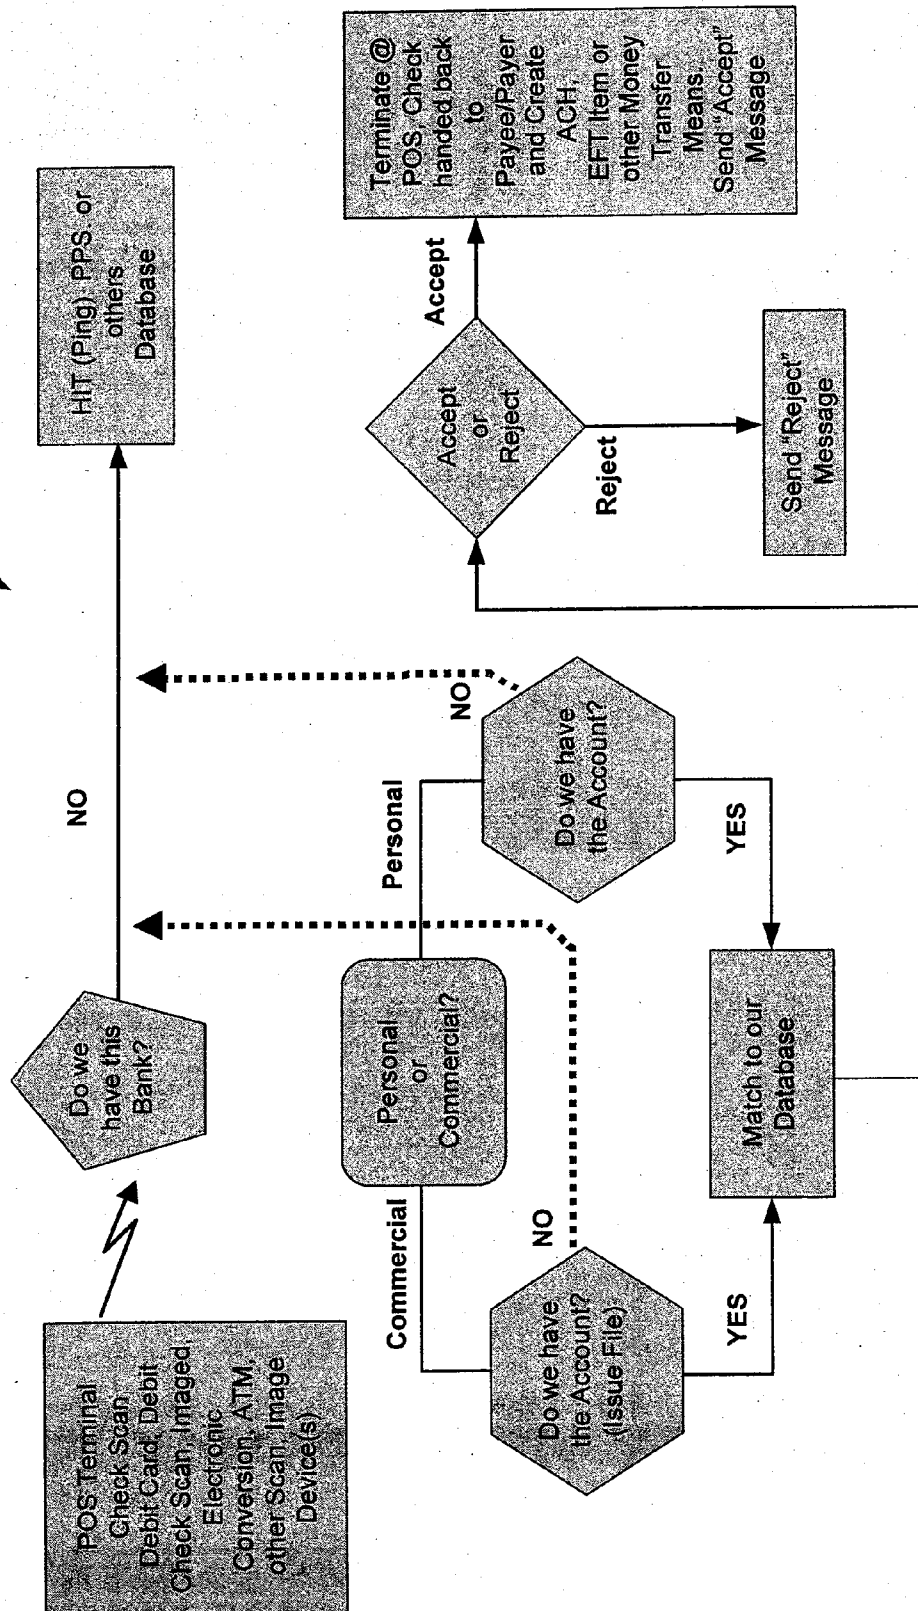 POS Terminal
Check Scan
Debit Card, Debit
Check Scan, Imaged,
Electronic
Conversion, ATM,
other Scan, Image
Device(s)
Do we
have this
Bank?
NO
HIT (Ping) PPS. or
others
Database
Personal
or
Commercial?
Commercial
Personal
Do we have
the Account?
(Issue File)
NO
YES
Do we have
the Account?
NO
YES
Match to our
Database
Accept
or
Reject
Accept
Reject
Terminate @
POS, Check
handed back
to
Payee/Payer
and Create
ACH,
EFT Item or
other Money
Transfer
Means.
Send "Accept"
Message
Send "Reject"
Message